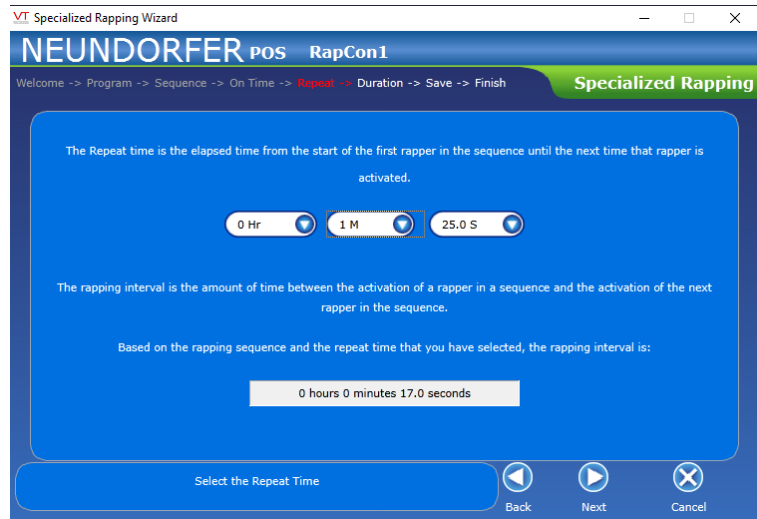 VT Specialized Rapping Wizard
NEUNDORFER POS RapCon1
Welcome -> Program -> Sequence -> On Time -> Repeat -> Duration -> Save -> Finish
Specialized Rapping
The Repeat time is the elapsed time from the start of the first rapper in the sequence until the next time that rapper is
activated.
0 Hr 1 M 25.0 S
The rapping interval is the amount of time between the activation of a rapper in a sequence and the activation of the next
rapper in the sequence.
Based on the rapping sequence and the repeat time that you have selected, the rapping interval is:
0 hours 0 minutes 17.0 seconds
Select the Repeat Time
Back Next Cancel